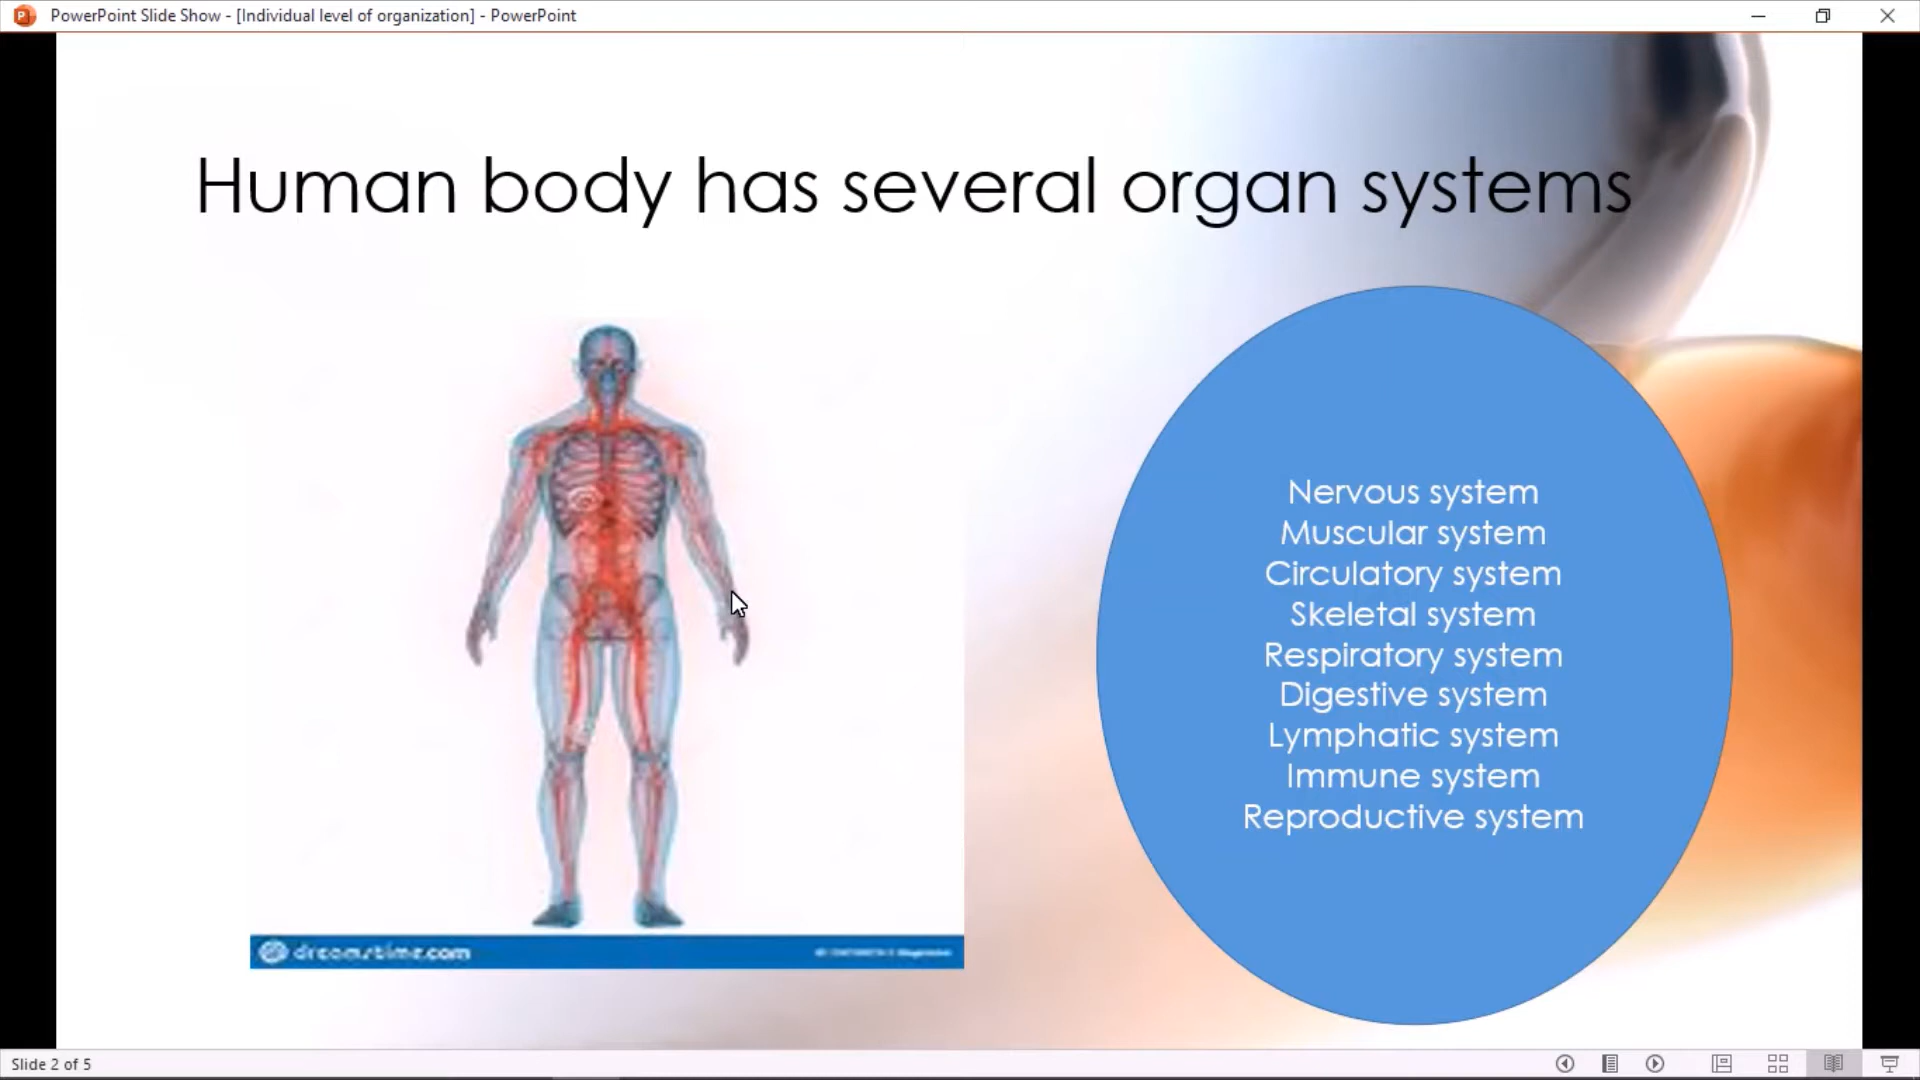 PowerPoint Slide Show - [Individual level of organization] - PowerPoint
Human body has several organ systems
Nervous system
Muscular system
Circulatory system
Skeletal system
Respiratory system
Digestive system
Lymphatic system
Immune system
Reproductive system
dreamstime.com
Slide 2 of 5